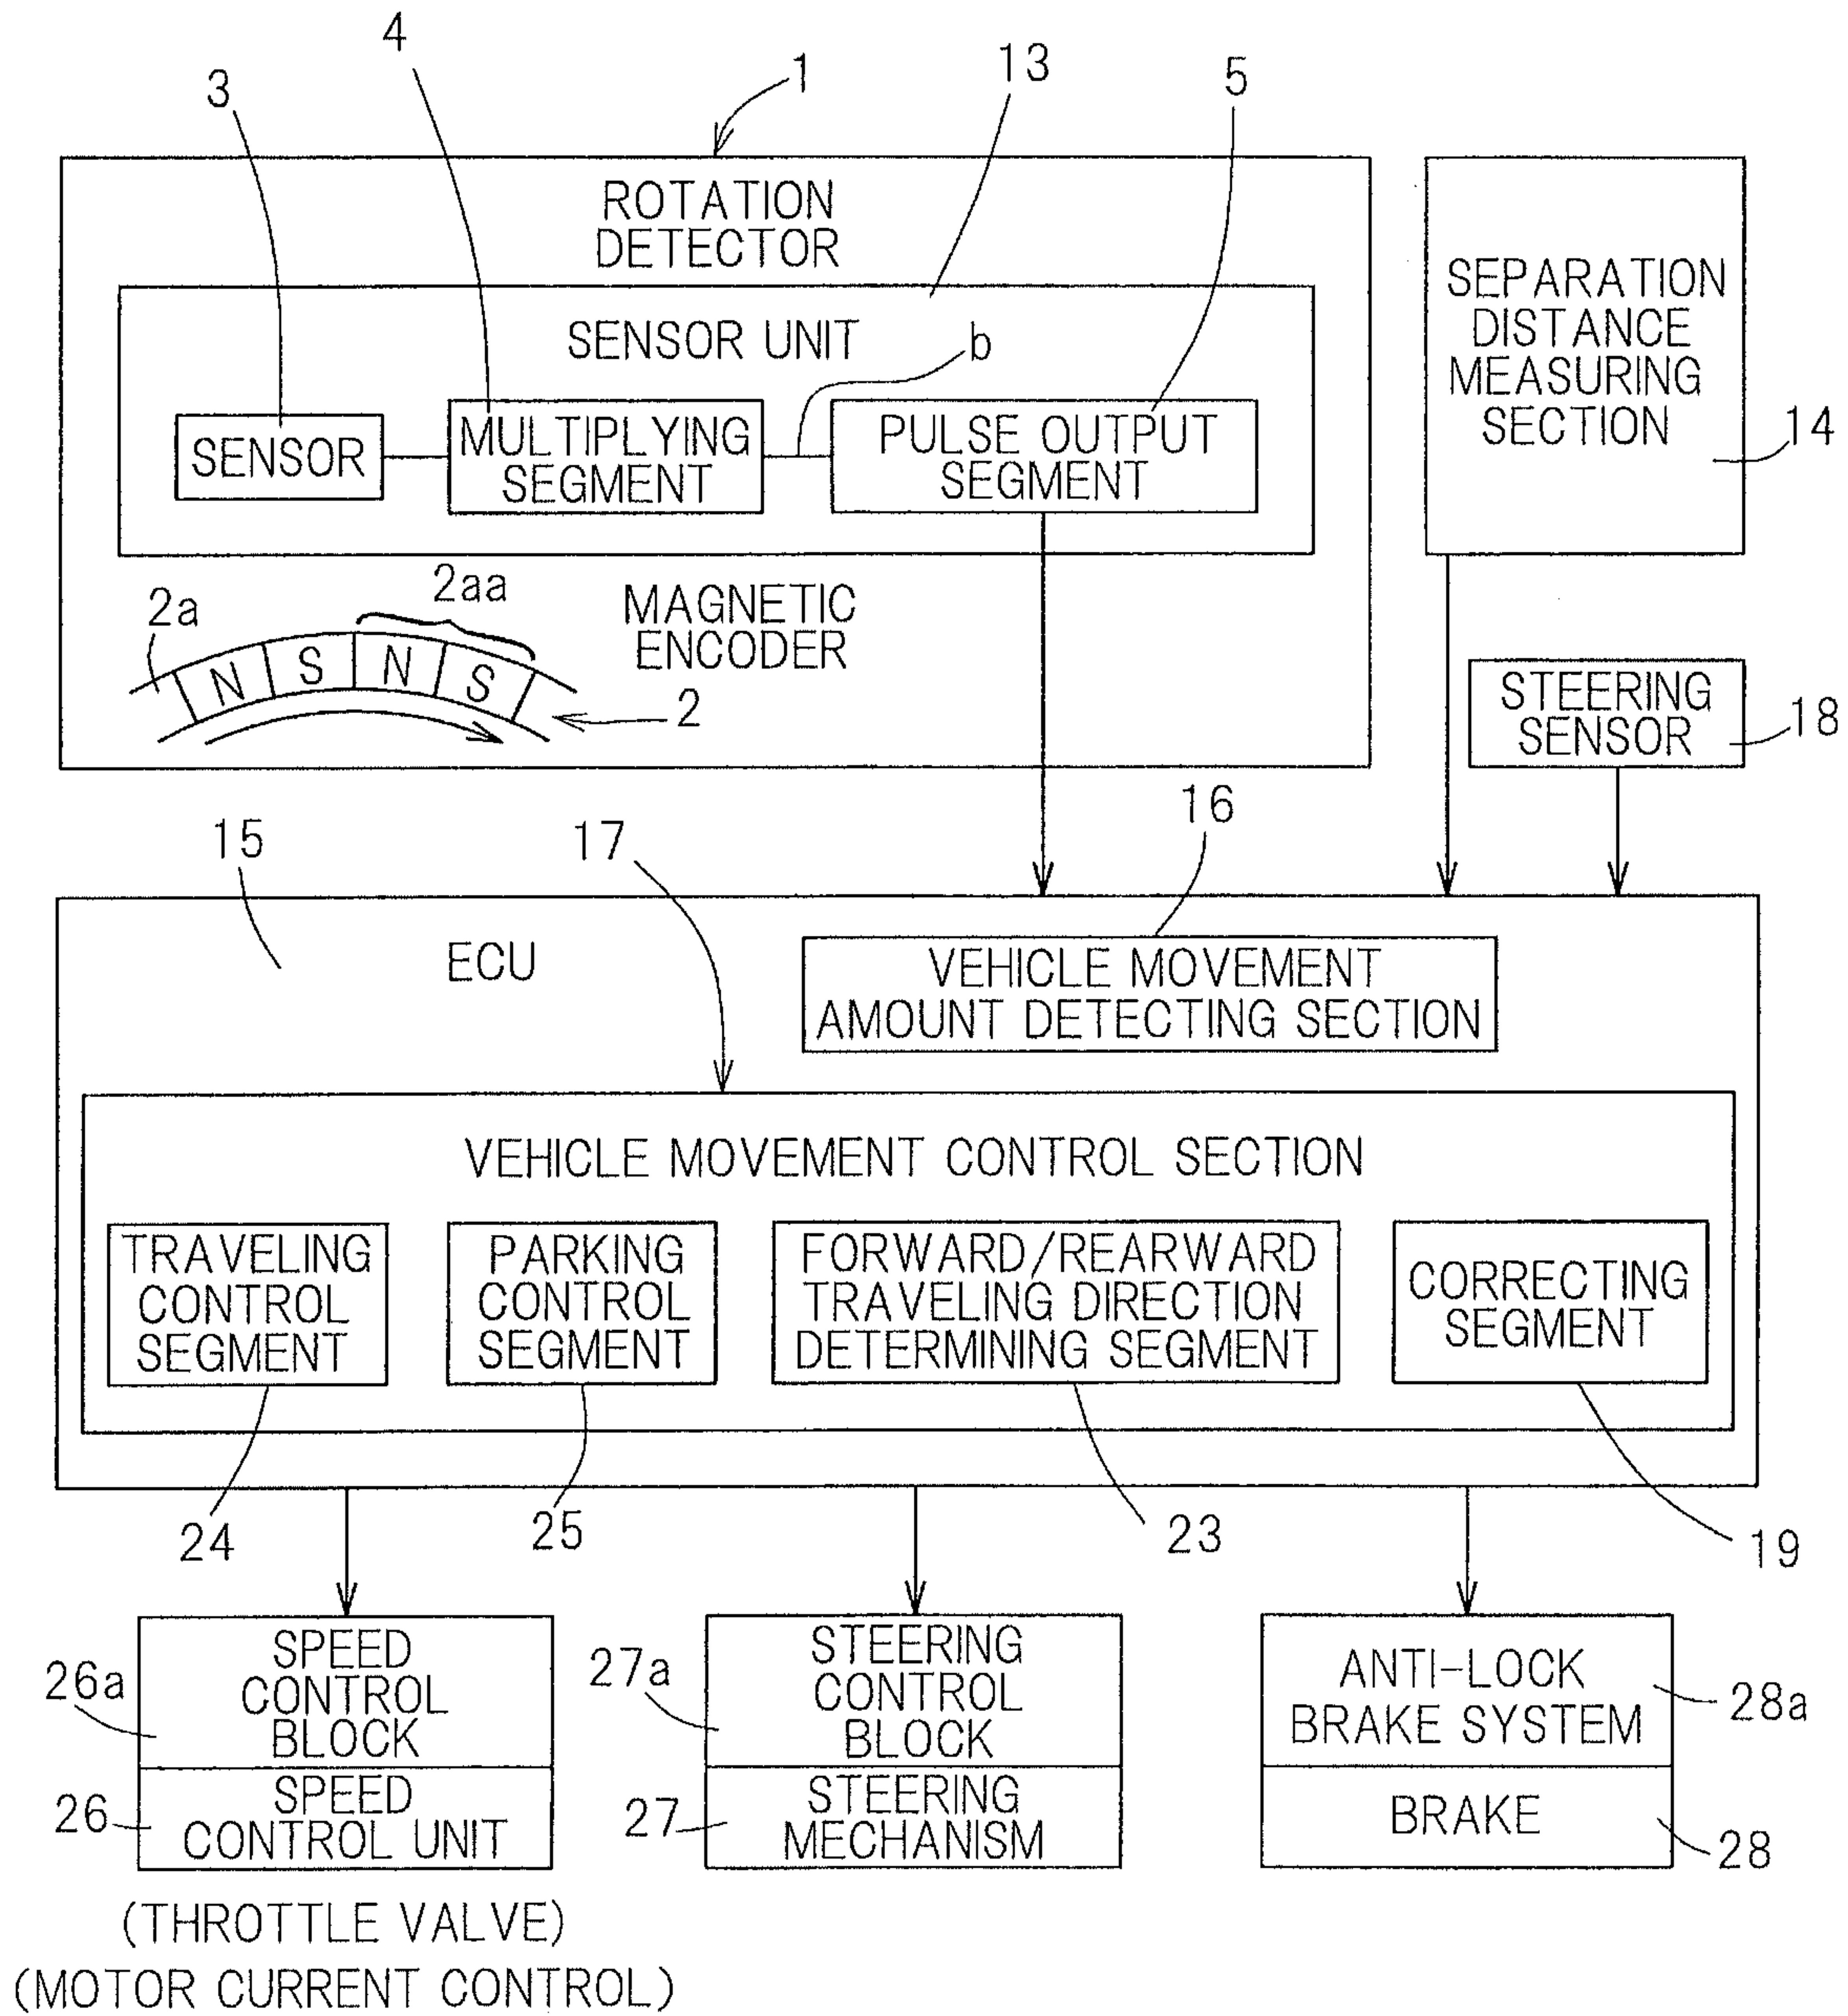 4
13
1
5
3
ROTATION
DETECTOR
SENSOR UNIT
b
SENSOR
MULTIPLYING
SEGMENT
PULSE OUTPUT
SEGMENT
SEPARATION
DISTANCE
MEASURING
SECTION
14
2a
2aa
MAGNETIC
ENCODER
N
S
N
S
2
STEERING
SENSOR
18
15
17
16
ECU
VEHICLE MOVEMENT
AMOUNT DETECTING SECTION
VEHICLE MOVEMENT CONTROL SECTION
TRAVELING
CONTROL
SEGMENT
PARKING
CONTROL
SEGMENT
FORWARD/REARWARD
TRAVELING DIRECTION
DETERMINING SEGMENT
CORRECTING
SEGMENT
24
25
23
19
26a
SPEED
CONTROL
BLOCK
27a
STEERING
CONTROL
BLOCK
ANTI-LOCK
BRAKE SYSTEM
28a
26
SPEED
CONTROL UNIT
27
STEERING
MECHANISM
BRAKE
28
(THROTTLE VALVE)
(MOTOR CURRENT CONTROL)